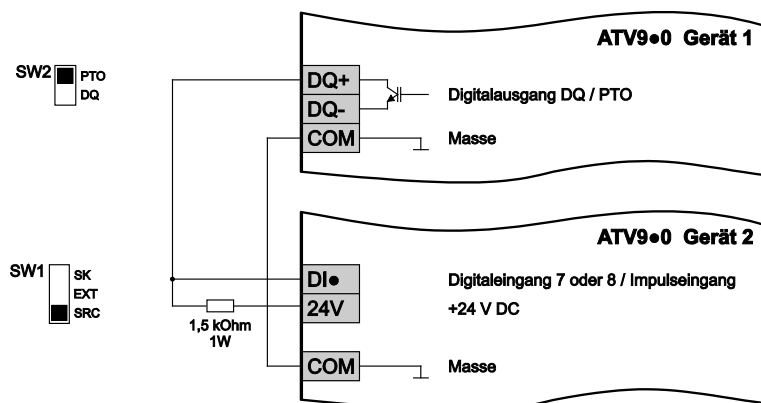 ATV9●0 Gerät 1
SW2
PTO
DQ
DQ+
DQ-
COM
Digitalausgang DQ / PTO
Masse
ATV9●0 Gerät 2
SW1
SK
EXT
SRC
DI●
24V
COM
Digitaleingang 7 oder 8 / Impulseingang
+24 V DC
1,5 kOhm
1W
Masse